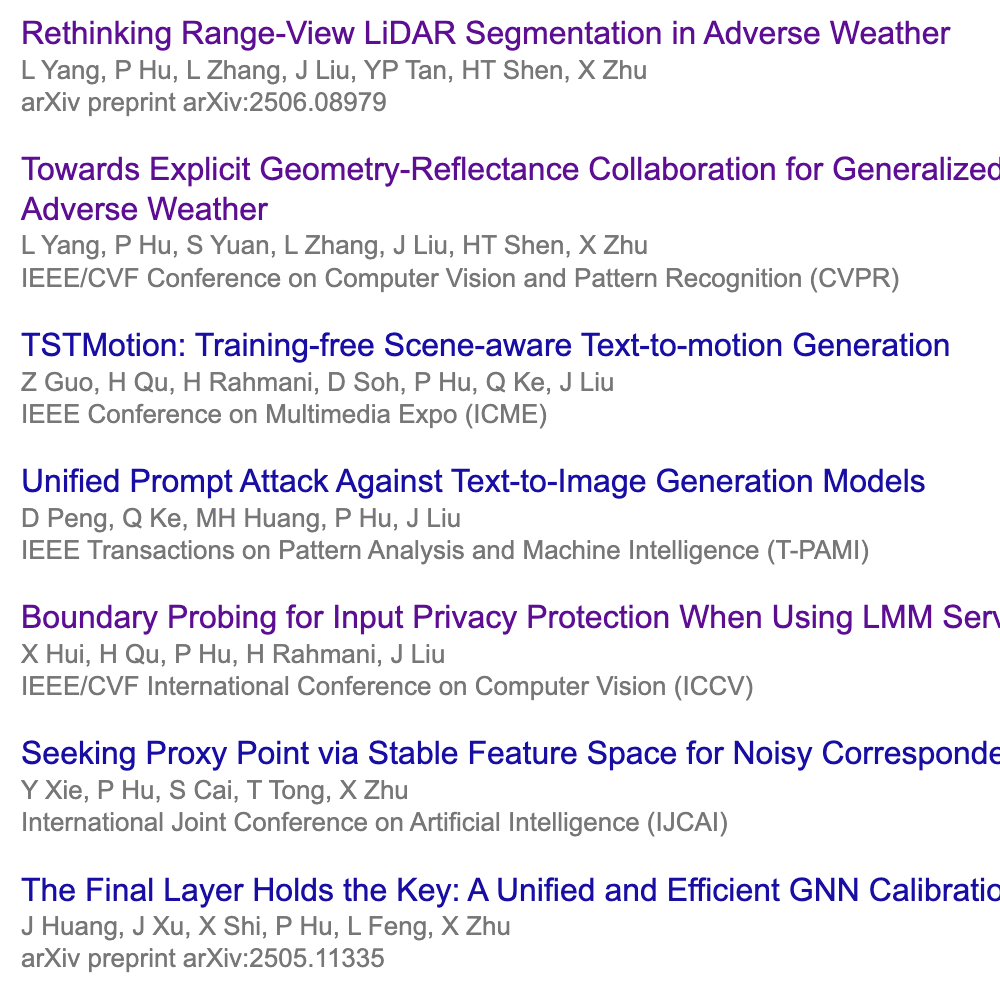 Rethinking Range-View LiDAR Segmentation in Adverse Weather
L Yang, P Hu, L Zhang, J Liu, YP Tan, HT Shen, X Zhu
arXiv preprint arXiv:2506.08979
Towards Explicit Geometry-Reflectance Collaboration for Generalized
Adverse Weather
L Yang, P Hu, S Yuan, L Zhang, J Liu, HT Shen, X Zhu
IEEE/CVF Conference on Computer Vision and Pattern Recognition (CVPR)
TSTMotion: Training-free Scene-aware Text-to-motion Generation
Z Guo, H Qu, H Rahmani, D Soh, P Hu, Q Ke, J Liu
IEEE Conference on Multimedia Expo (ICME)
Unified Prompt Attack Against Text-to-Image Generation Models
D Peng, Q Ke, MH Huang, P Hu, J Liu
IEEE Transactions on Pattern Analysis and Machine Intelligence (T-PAMI)
Boundary Probing for Input Privacy Protection When Using LMM Serv
X Hui, H Qu, P Hu, H Rahmani, J Liu
IEEE/CVF International Conference on Computer Vision (ICCV)
Seeking Proxy Point via Stable Feature Space for Noisy Corresponde
Y Xie, P Hu, S Cai, T Tong, X Zhu
International Joint Conference on Artificial Intelligence (IJCAI)
The Final Layer Holds the Key: A Unified and Efficient GNN Calibratio
J Huang, J Xu, X Shi, P Hu, L Feng, X Zhu
arXiv preprint arXiv:2505.11335